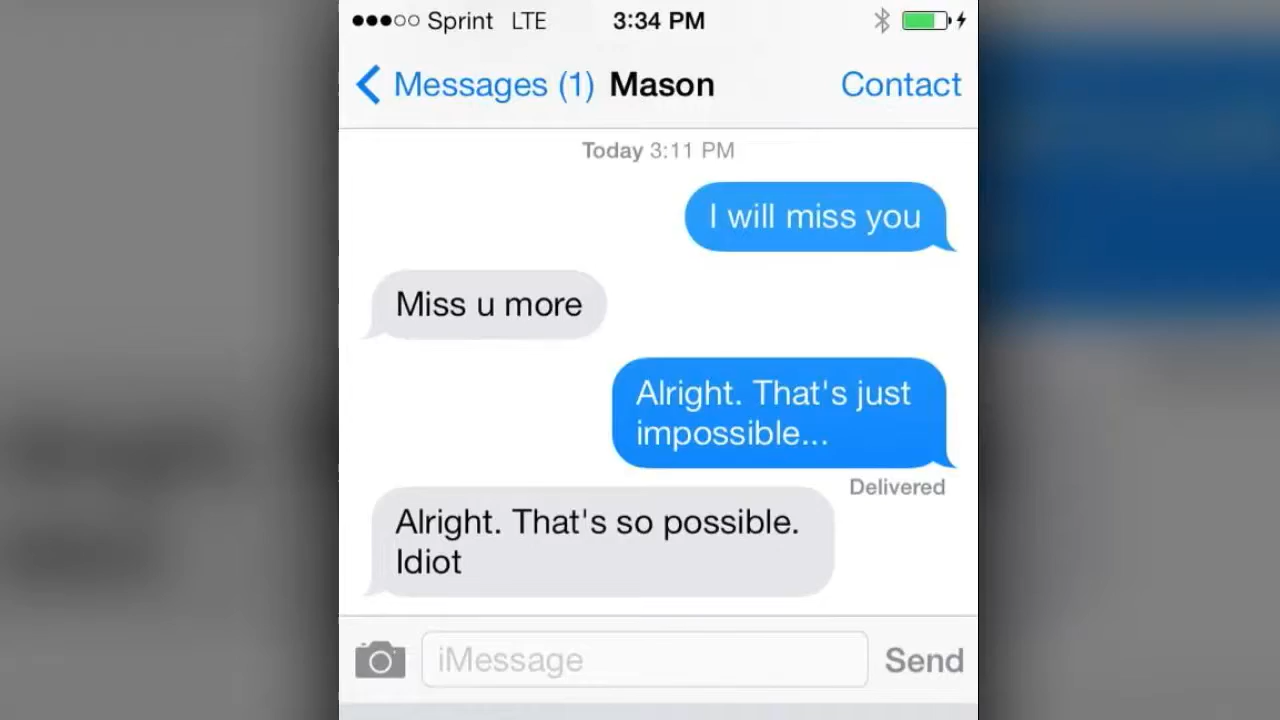 Sprint LTE 3:34 PM
Messages (1) Mason Contact
Today 3:11 PM
I will miss you
Miss u more
Alright. That's just
impossible...
Delivered
Alright. That's so possible.
Idiot
iMessage Send